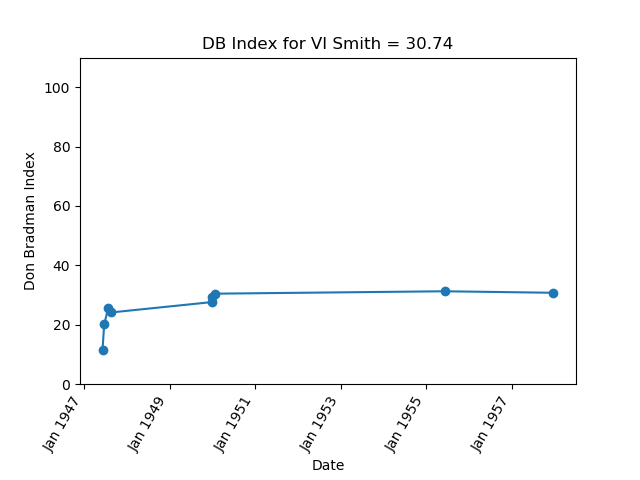 DB Index for VI Smith = 30.74
Don Bradman Index
100
80
60
40
20
0
Jan 1947
Jan 1949
Jan 1951
Jan 1953
Jan 1955
Jan 1957
Date